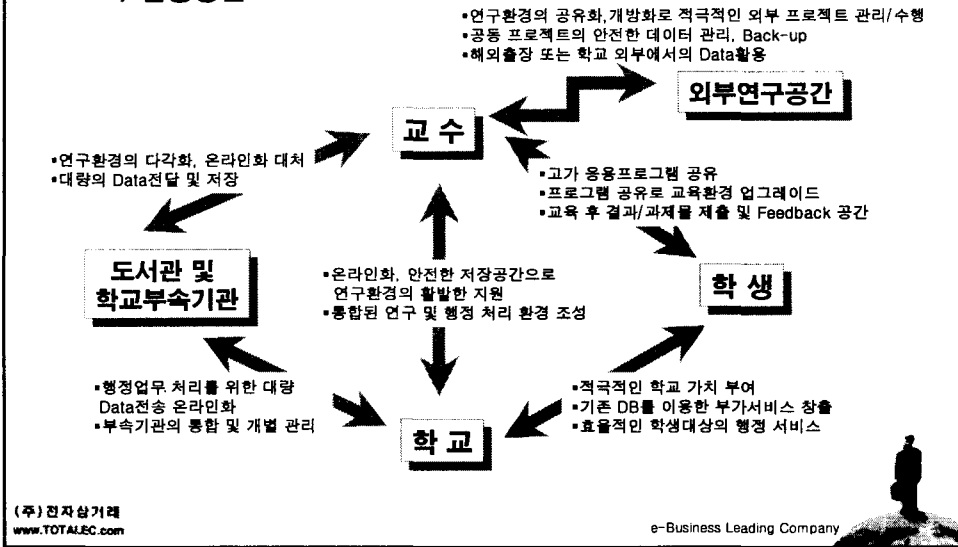 ▪연구환경의 공유화,개방화로 적극적인 외부 프로젝트 관리/수행
▪공동 프로젝트의 안전한 데이터 관리, Back-up
▪해외출장 또는 학교 외부에서의 Data활용
외부연구공간
교 수
▪연구환경의 다각화, 온라인화 대처
▪대량의 Data전달 및 저장
▪고가 응용프로그램 공유
▪프로그램 공유로 교육환경 업그레이드
▪교육 후 결과/과제물 제출 및 Feedback 공간
도서관 및
학교부속기관
▪온라인화, 안전한 저장공간으로
연구환경의 활발한 지원
▪통합된 연구 및 행정 처리 환경 조성
학 생
▪행정업무 처리를 위한 대량
Data전송 온라인화
▪부속기관의 통합 및 개별 관리
▪적극적인 학교 가치 부여
▪기존 DB를 이용한 부가서비스 창출
▪효율적인 학생대상의 행정 서비스
학 교
(주)전자상거래
www.TOTALEC.com
e-Business Leading Company